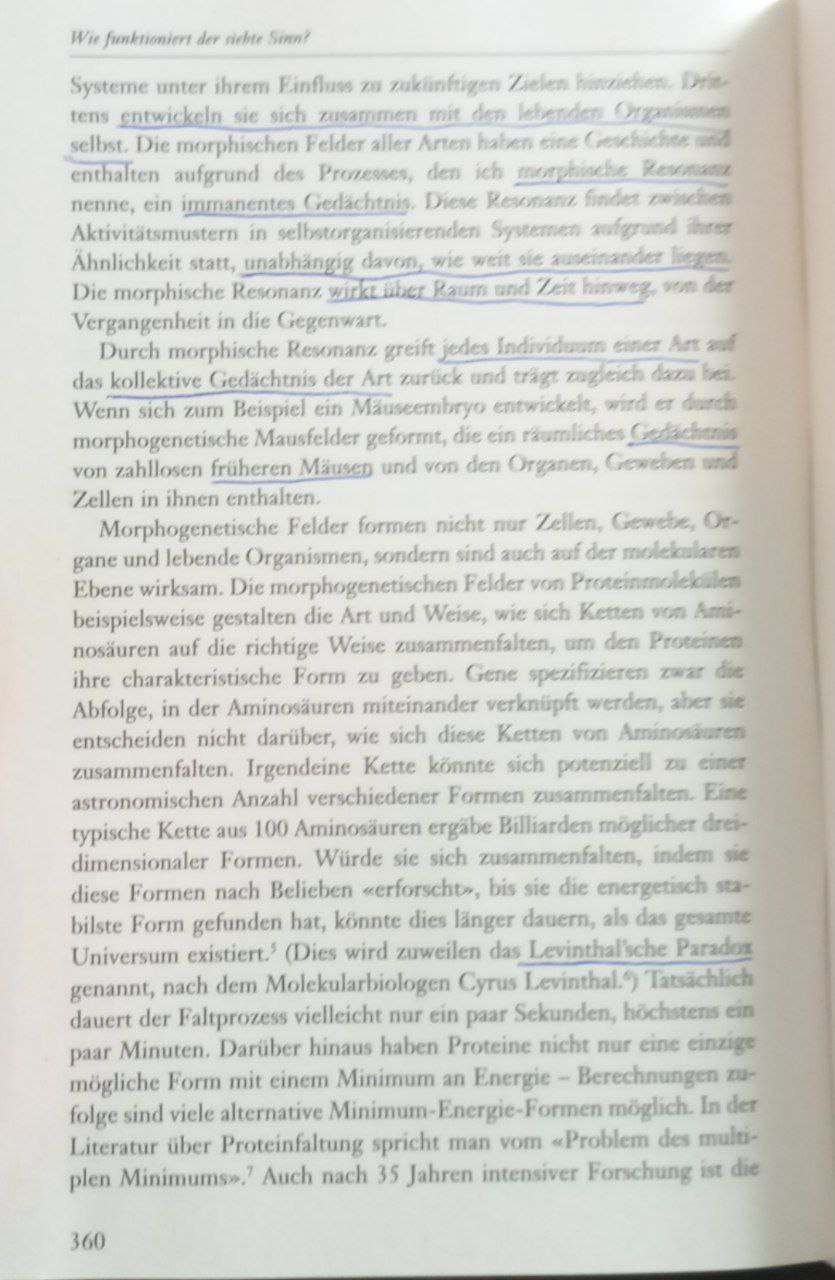 Wie funktioniert der siebte Sinn?
Systeme unter ihrem Einfluss zu zukünftigen Zielen hinziehen. Drit-
tens entwickeln sie sich zusammen mit den lebenden Organismen
selbst. Die morphischen Felder aller Arten haben eine Geschichte und
enthalten aufgrund des Prozesses, den ich morphische Resonanz
nenne, ein immanentes Gedächtnis. Diese Resonanz findet zwischen
Aktivitätsmustern in selbstorganisierenden Systemen aufgrund ihrer
Ähnlichkeit statt, unabhängig davon, wie weit sie auseinander liegen.
Die morphische Resonanz wirkt über Raum und Zeit hinweg, von der
Vergangenheit in die Gegenwart.
Durch morphische Resonanz greift jedes Individuum einer Art auf
das kollektive Gedächtnis der Art zurück und trägt zugleich dazu bei.
Wenn sich zum Beispiel ein Mäuseembryo entwickelt, wird er durch
morphogenetische Mausfelder geformt, die ein räumliches Gedächtnis
von zahllosen früheren Mäusen und von den Organen, Geweben und
Zellen in ihnen enthalten.
Morphogenetische Felder formen nicht nur Zellen, Gewebe, Or-
gane und lebende Organismen, sondern sind auch auf der molekularen
Ebene wirksam. Die morphogenetischen Felder von Proteinmolekülen
beispielsweise gestalten die Art und Weise, wie sich Ketten von Ami-
nosäuren auf die richtige Weise zusammenfalten, um den Proteinen
ihre charakteristische Form zu geben. Gene spezifizieren zwar die
Abfolge, in der Aminosäuren miteinander verknüpft werden, aber sie
entscheiden nicht darüber, wie sich diese Ketten von Aminosäuren
zusammenfalten. Irgendeine Kette könnte sich potenziell zu einer
astronomischen Anzahl verschiedener Formen zusammenfalten. Eine
typische Kette aus 100 Aminosäuren ergäbe Billiarden möglicher drei-
dimensionaler Formen. Würde sie sich zusammenfalten, indem sie
diese Formen nach Belieben «erforscht», bis sie die energetisch sta-
bilste Form gefunden hat, könnte dies länger dauern, als das gesamte
Universum existiert.⁵ (Dies wird zuweilen das Levinthal'sche Paradox
genannt, nach dem Molekularbiologen Cyrus Levinthal.⁶) Tatsächlich
dauert der Faltprozess vielleicht nur ein paar Sekunden, höchstens ein
paar Minuten. Darüber hinaus haben Proteine nicht nur eine einzige
mögliche Form mit einem Minimum an Energie – Berechnungen zu-
folge sind viele alternative Minimum-Energie-Formen möglich. In der
Literatur über Proteinfaltung spricht man vom «Problem des multi-
plen Minimums».⁷ Auch nach 35 Jahren intensiver Forschung ist die
360